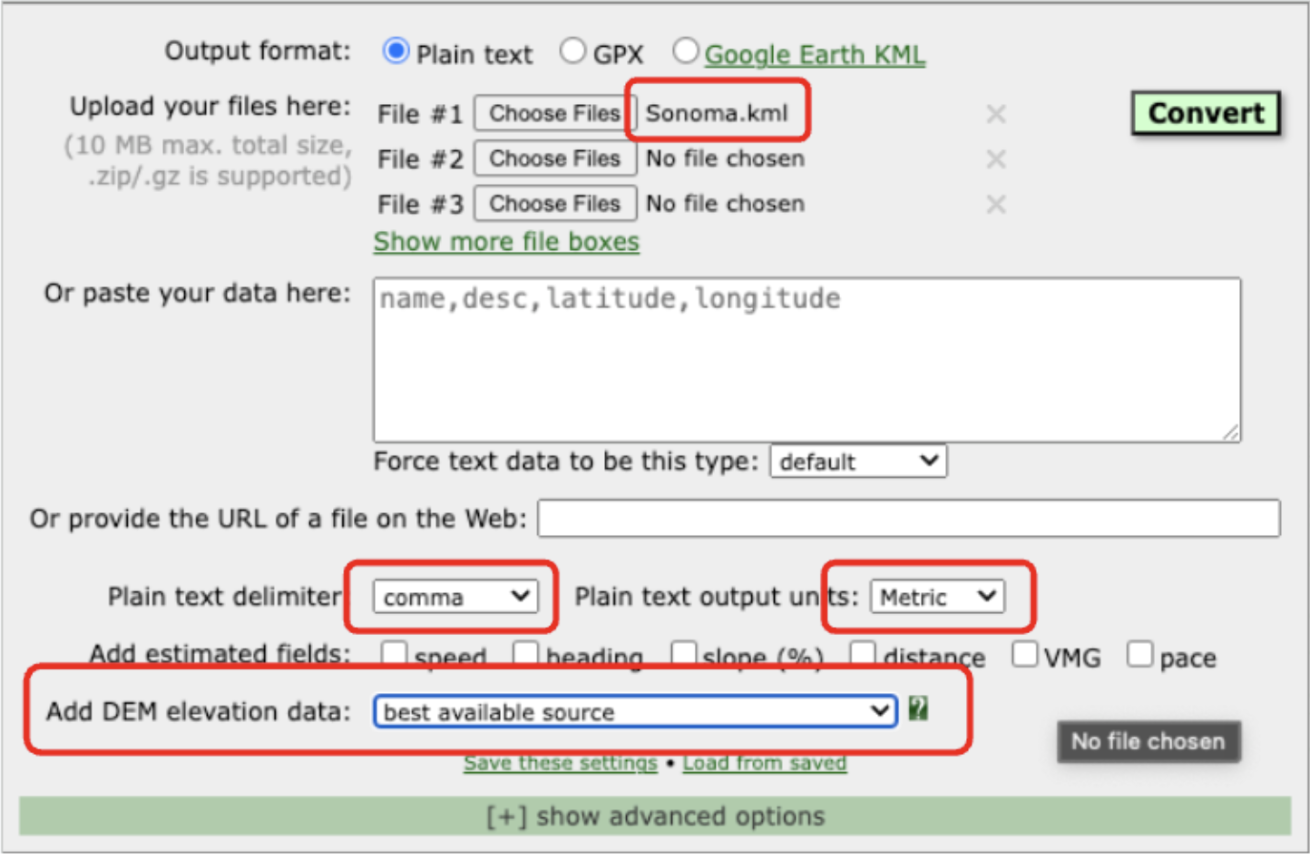 Output format: Plain text GPX Google Earth KML
Upload your files here: File #1 Choose Files Sonoma.kml ✕ Convert
(10 MB max. total size, File #2 Choose Files No file chosen ✕
.zip/.gz is supported) File #3 Choose Files No file chosen ✕
Show more file boxes
Or paste your data here: name,desc,latitude,longitude
Force text data to be this type: default
Or provide the URL of a file on the Web:
Plain text delimiter comma Plain text output units: Metric
Add estimated fields: speed heading slope (%) distance VMG pace
Add DEM elevation data: best available source ?
No file chosen
Save these settings • Load from saved
[+] show advanced options